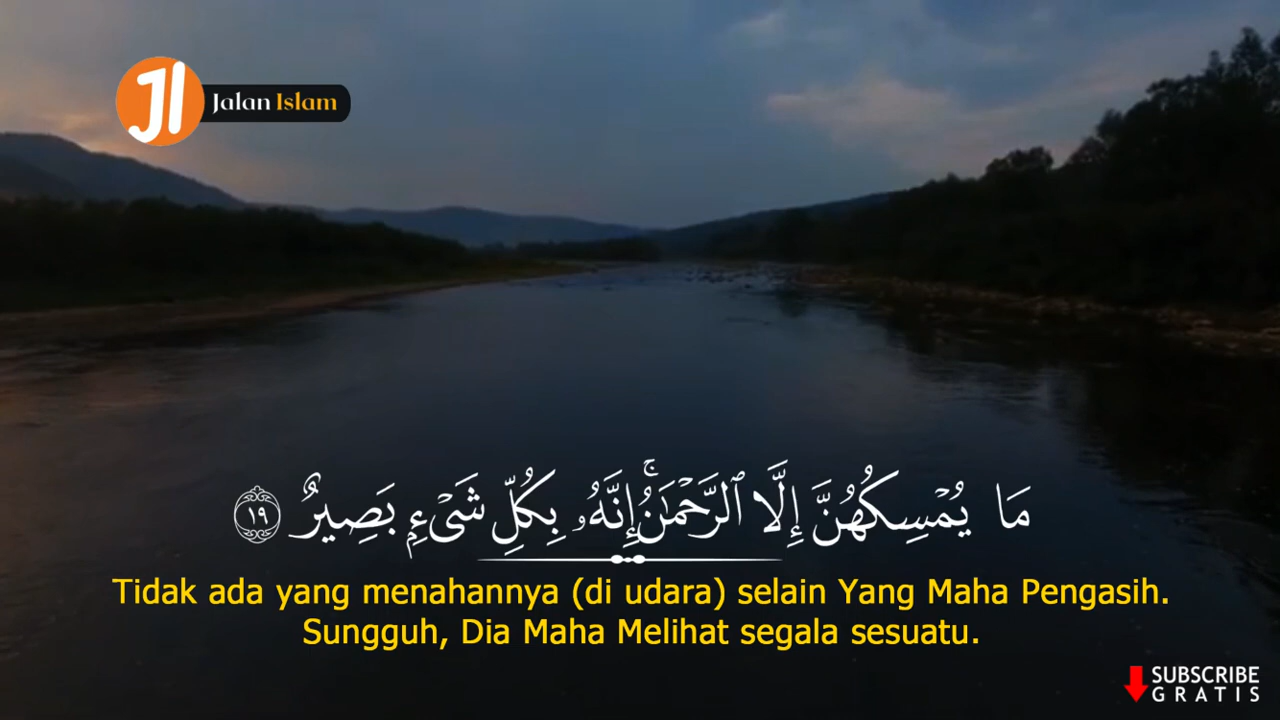 JI Jalan Islam
مَا يُمْسِكُهُنَّ إِلَّا ٱلرَّحْمَـٰنُ ۚ إِنَّهُۥ بِكُلِّ شَىْءٍۭ بَصِيرٌ ١٩
Tidak ada yang menahannya (di udara) selain Yang Maha Pengasih.
Sungguh, Dia Maha Melihat segala sesuatu.
SUBSCRIBE
GRATIS